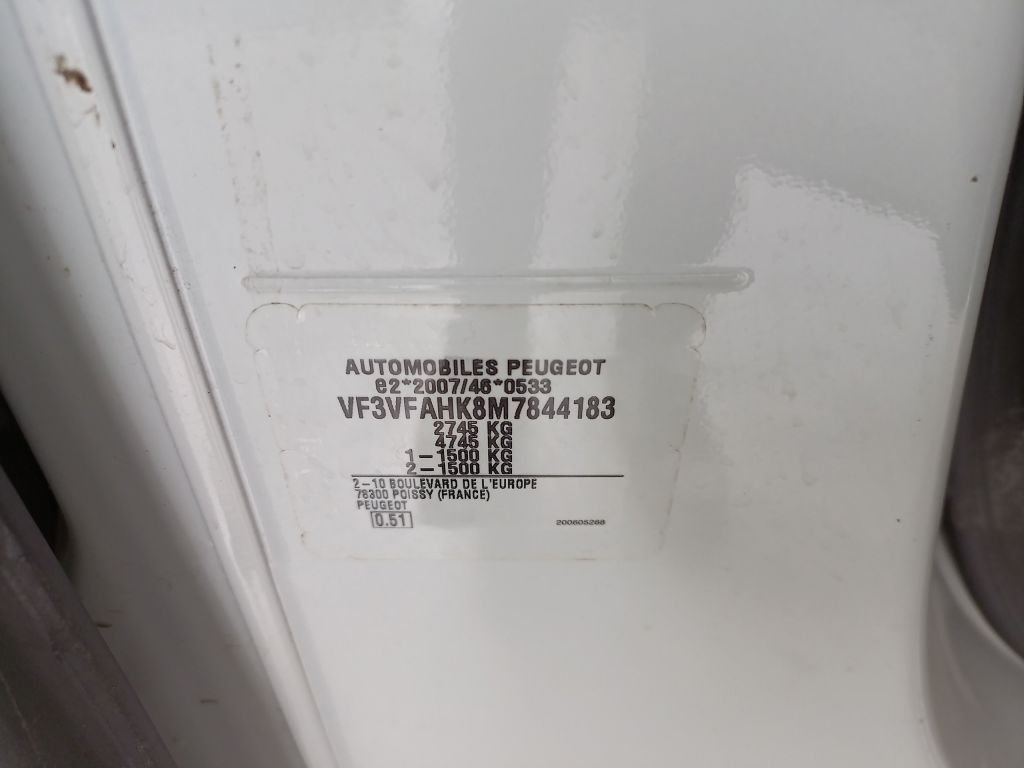 AUTOMOBILES PEUGEOT
e2*2007/46*0533
VF3VFAHK8M7844183
2745 KG
4745 KG
1-1500 KG
2-1500 KG
2-10 BOULEVARD DE L'EUROPE
78300 POISSY (FRANCE)
PEUGEOT
0.51
200605268